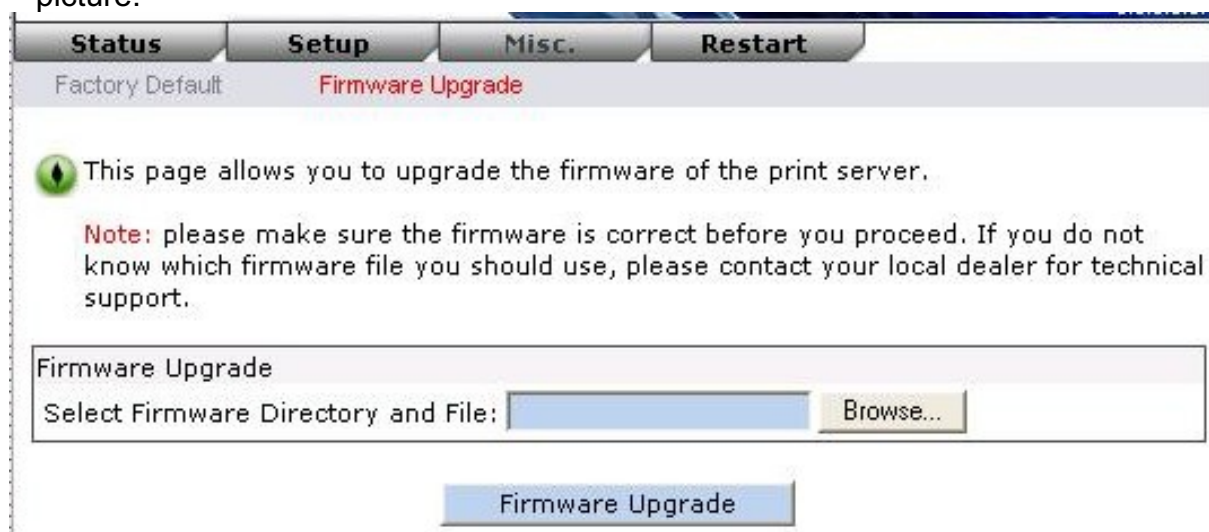 picture.
Status Setup Misc. Restart
Factory Default Firmware Upgrade
This page allows you to upgrade the firmware of the print server.
Note: please make sure the firmware is correct before you proceed. If you do not
know which firmware file you should use, please contact your local dealer for technical
support.
Firmware Upgrade
Select Firmware Directory and File: Browse...
Firmware Upgrade